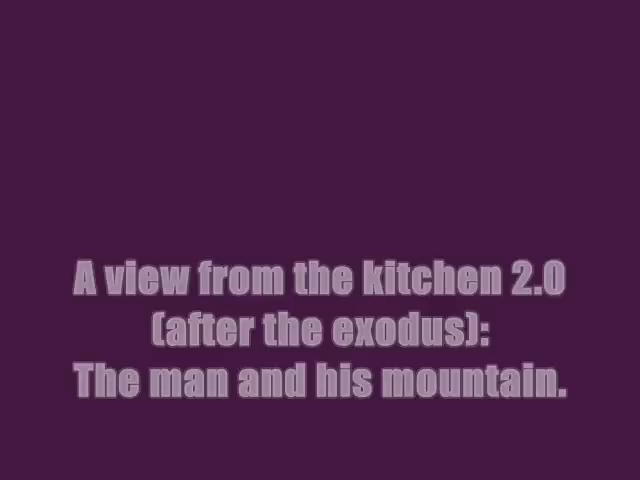 A view from the kitchen 2.0
(after the exodus):
The man and his mountain.